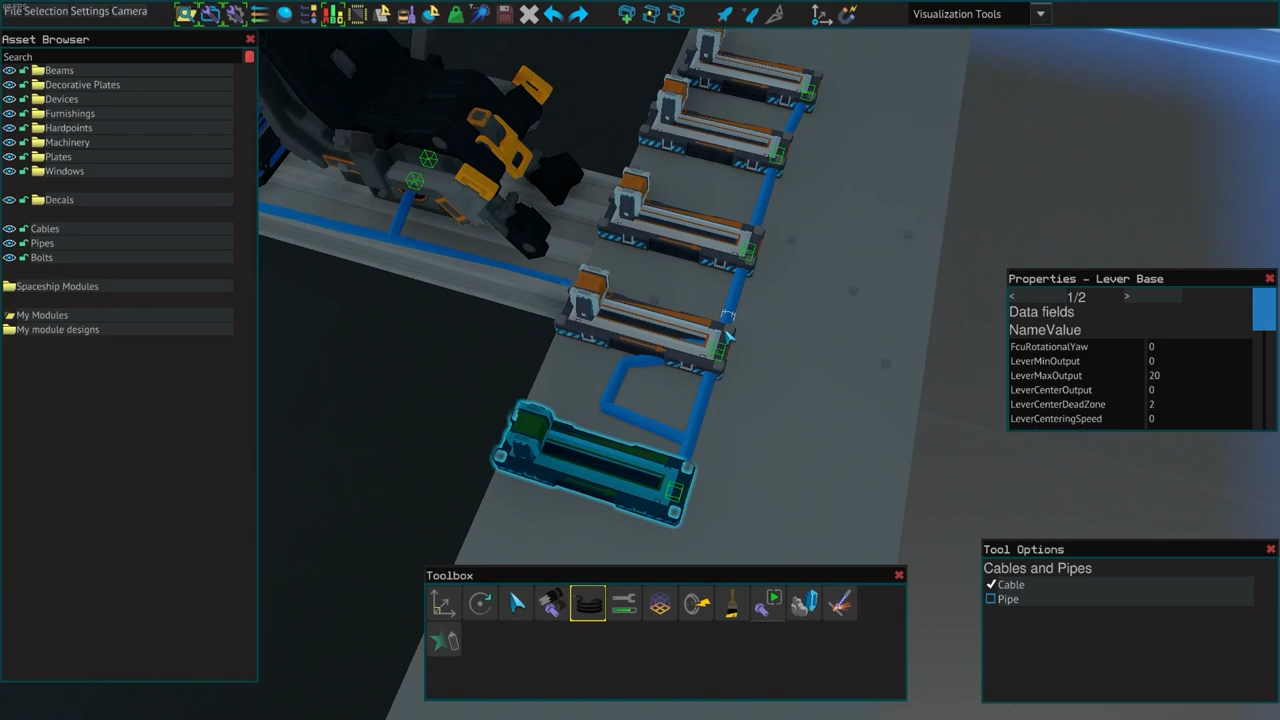 File Selection Settings Camera
Visualization Tools
Asset Browser
Search
Beams
Decorative Plates
Devices
Furnishings
Hardpoints
Machinery
Plates
Windows
Decals
Cables
Pipes
Bolts
Spaceship Modules
My Modules
My module designs
Properties - Lever Base
< 1/2 >
Data fields
NameValue
FcuRotationalYaw 0
LeverMinOutput 0
LeverMaxOutput 20
LeverCenterOutput 0
LeverCenterDeadZone 2
LeverCenteringSpeed 0
Toolbox
Tool Options
Cables and Pipes
Cable
Pipe